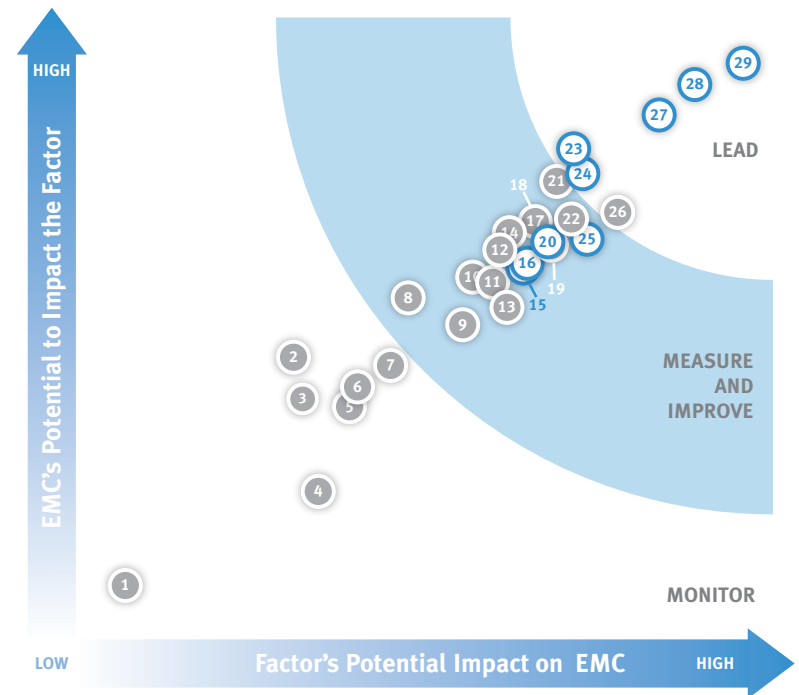 HIGH
EMC's Potential to Impact the Factor
29
28
27
LEAD
23
24
21
18
26
17
22
14
25
20
12
16
10
11
19
8
15
13
9
MEASURE
AND
IMPROVE
2
7
6
3
5
4
1
MONITOR
LOW
Factor's Potential Impact on EMC
HIGH